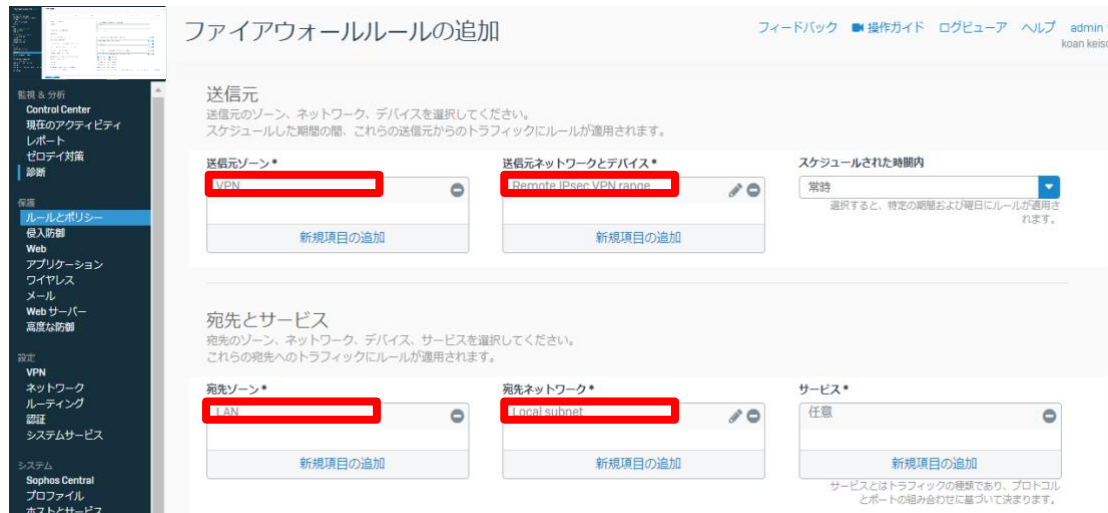 ファイアウォールルールの追加
フィードバック 操作ガイド ログビューア ヘルプ admin
koan keiso
監視 & 分析
Control Center
現在のアクティビティ
レポート
ゼロデイ対策
診断
保護
ルールとポリシー
侵入防御
Web
アプリケーション
ワイヤレス
メール
Web サーバー
高度な防御
設定
VPN
ネットワーク
ルーティング
認証
システムサービス
システム
Sophos Central
プロファイル
ホストとサービス
送信元
送信元のゾーン、ネットワーク、デバイスを選択してください。
スケジュールした期間の間、これらの送信元からのトラフィックにルールが適用されます。
送信元ゾーン *
VPN
新規項目の追加
送信元ネットワークとデバイス *
Remote IPsec VPN range
新規項目の追加
スケジュールされた時間内
常時
選択すると、特定の期間および曜日にルールが適用さ
れます。
宛先とサービス
宛先のゾーン、ネットワーク、デバイス、サービスを選択してください。
これらの宛先へのトラフィックにルールが適用されます。
宛先ゾーン *
LAN
新規項目の追加
宛先ネットワーク *
Local subnet
新規項目の追加
サービス *
任意
新規項目の追加
サービスとはトラフィックの種類であり、プロトコル
とポートの組み合わせに基づいて決まります。